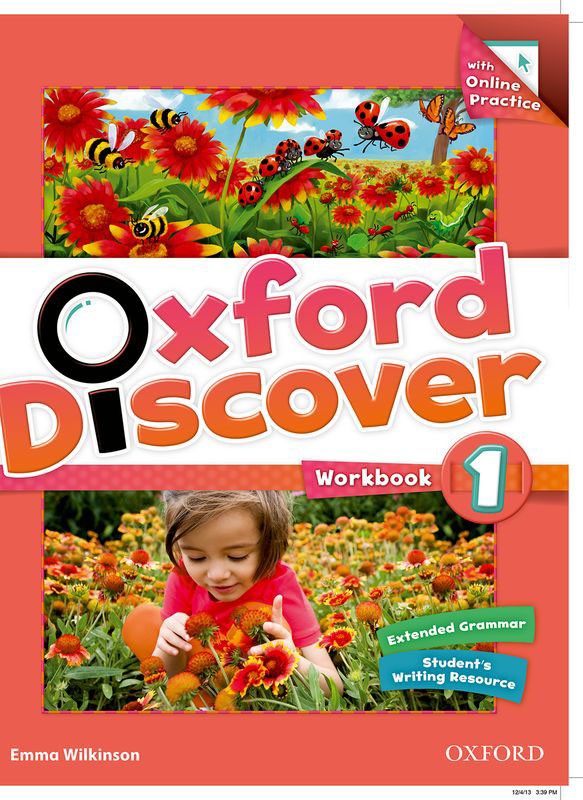 with
Online
Practice
Oxford
Discover
Workbook 1
Extended Grammar
Student's
Writing Resource
Emma Wilkinson
OXFORD
12/4/13 3:39 PM